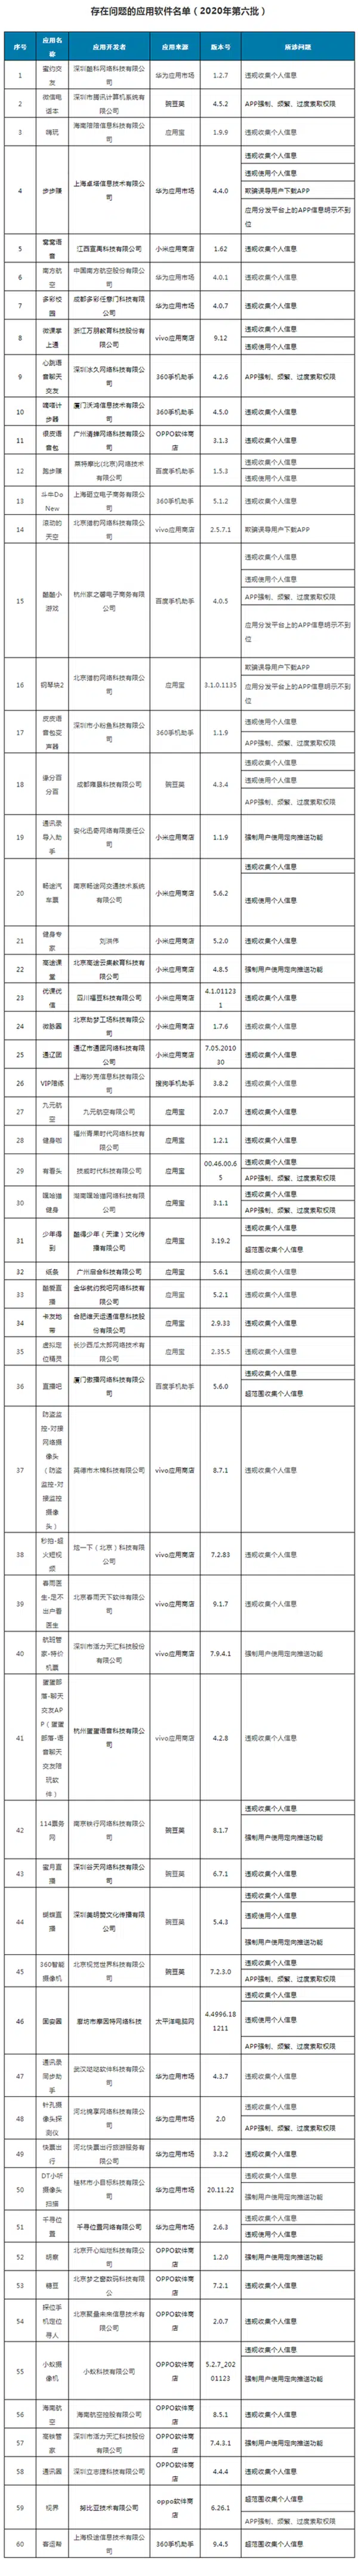 存在问题的应用软件名单（2020年第六批）
序号 应用名称 应用开发者 应用来源 版本号 所涉问题
1 蜜约交友 深圳酷科网络科技有限公司 华为应用市场 1.2.7 违规收集个人信息
2 微信电话本 深圳市腾讯计算机系统有限公司 豌豆荚 4.5.2 APP强制、频繁、过度索取权限
3 嗨玩 海南陌陌信息科技有限公司 应用宝 1.9.9 违规收集个人信息
4 步步赚 上海卓塔信息技术有限公司 华为应用市场 4.4.0 违规收集个人信息
违规使用个人信息
欺骗误导用户下载APP
应用分发平台上的APP信息明示不到位
5 鸳鸯语音 江西宜周科技有限公司 小米应用商店 1.62 违规收集个人信息
6 南方航空 中国南方航空股份有限公司 华为应用市场 4.0.1 违规收集个人信息
7 多彩校园 成都多彩任意门科技有限公司 华为应用市场 4.0.7 违规收集个人信息
8 微课掌上通 浙江万朋教育科技股份有限公司 vivo应用商店 9.12 违规收集个人信息
违规使用个人信息
9 心跳语音聊天交友 深圳冰久网络科技有限公司 360手机助手 4.2.6 APP强制、频繁、过度索取权限
10 嘀嗒计步器 厦门沃鸿信息技术有限公司 360手机助手 4.5.0 违规收集个人信息
11 俍皮语音包 广州清蝉网络科技有限公司 OPPO软件商店 3.1.3 违规收集个人信息
12 跑步赚 莱特摩比(北京)网络技术有限公司 百度手机助手 1.5.3 违规收集个人信息
违规使用个人信息
13 斗牛DoNew 上海砥立电子商务有限公司 360手机助手 5.1.2 违规收集个人信息
14 滚动的天空 北京猎豹网络科技有限公司 vivo应用商店 2.5.7.1 欺骗误导用户下载APP
15 酷酷小游戏 杭州家之馨电子商务有限公司 百度手机助手 4.0.5 违规收集个人信息
违规使用个人信息
APP强制、频繁、过度索取权限
应用分发平台上的APP信息明示不到位
16 钢琴块2 北京猎豹网络科技有限公司 应用宝 3.1.0.1135 欺骗误导用户下载APP
应用分发平台上的APP信息明示不到位
17 皮皮语音包变声器 深圳市小粉鱼科技有限公司 360手机助手 1.1.9 违规使用个人信息
APP强制、频繁、过度索取权限
18 缘分百分百 成都隆晨科技有限公司 豌豆荚 4.3.4 违规收集个人信息
违规使用个人信息
APP强制、频繁、过度索取权限
19 通讯录导入助手 安化迅奇网络有限责任公司 小米应用商店 1.1.9 强制用户使用定向推送功能
20 畅途汽车票 南京畅途网交通技术系统有限公司 小米应用商店 5.6.2 违规收集个人信息
违规使用个人信息
21 健身专家 刘洪伟 小米应用商店 5.2.0 违规收集个人信息
22 高途课堂 北京高途云集教育科技有限公司 小米应用商店 4.8.5 强制用户使用定向推送功能
23 优课优信 四川福豆科技有限公司 小米应用商店 4.1.011231 违规收集个人信息
24 微脉圈 北京助梦工场科技有限公司 小米应用商店 1.7.6 违规收集个人信息
25 通辽团 通辽市通团网络科技有限公司 小米应用商店 7.05.201030 违规收集个人信息
26 VIP陪练 上海妙克信息科技有限公司 搜狗手机助手 3.8.2 违规收集个人信息
27 九元航空 九元航空有限公司 应用宝 2.0.7 违规收集个人信息
28 健身咖 福州青果时代网络科技有限公司 应用宝 1.2.1 违规收集个人信息
29 有看头 技威时代科技有限公司 应用宝 00.46.00.65 违规收集个人信息
APP强制、频繁、过度索取权限
30 嘿哈猫健身 湖南嘿哈猫网络科技有限公司 应用宝 3.1.1 违规收集个人信息
APP强制、频繁、过度索取权限
31 少年得到 酷得少年（天津）文化传播有限公司 应用宝 3.19.2 违规收集个人信息
超范围收集个人信息
32 纸条 广州启合科技有限公司 应用宝 5.6.1 违规收集个人信息
33 酷靓直播 金华就约我吧网络科技有限公司 应用宝 5.2.1 违规收集个人信息
34 卡友地带 合肥维天运通信息科技股份有限公司 应用宝 2.9.33 违规收集个人信息
35 虚拟定位精灵 长沙西瓜太郎网络技术有限公司 应用宝 2.35.5 违规收集个人信息
36 直播吧 厦门傲播网络科技有限公司 百度手机助手 5.6.0 违规收集个人信息
超范围收集个人信息
37 防盗监控-对接网络摄像头（防盗监控-对接监控摄像头） 英德市木棉科技有限公司 vivo应用商店 8.7.1 违规收集个人信息
38 秒拍-超火短视频 炫一下（北京）科技有限公司 vivo应用商店 7.2.83 违规收集个人信息
39 春雨医生-足不出户看医生 北京春雨天下软件有限公司 vivo应用商店 9.1.7 违规收集个人信息
40 航班管家-特价机票 深圳市活力天汇科技股份有限公司 vivo应用商店 7.9.4.1 强制用户使用定向推送功能
41 蜜蜜部落-聊天交友APP（蜜蜜部落-语音聊天交友陪玩软件） 杭州蜜蜜语音科技有限公司 vivo应用商店 4.2.8 违规收集个人信息
42 114票务网 南京铁行网络科技有限公司 豌豆荚 8.1.7 违规收集个人信息
强制用户使用定向推送功能
43 蜜月直播 深圳谷天网络科技有限公司 豌豆荚 6.7.1 违规收集个人信息
44 蝴蝶直播 深圳美玥赞文化传播有限公司 豌豆荚 5.4.3 违规收集个人信息
违规使用个人信息
强制用户使用定向推送功能
45 360智能摄像机 北京视觉世界科技有限公司 豌豆荚 7.2.3.0 违规收集个人信息
APP强制、频繁、过度索取权限
46 固安圈 廊坊市摩因特网络科技 太平洋电脑网 4.4996.181211 违规收集个人信息
违规使用个人信息
APP强制、频繁、过度索取权限
47 通讯录同步助手 武汉咕咕软件科技有限公司 华为应用市场 4.3.7 违规收集个人信息
48 针孔摄像头探测仪 河北楠享网络科技有限公司 华为应用市场 2.0 违规收集个人信息
APP强制、频繁、过度索取权限
49 快票出行 河北快票出行旅游服务有限公司 华为应用市场 3.3.2 违规收集个人信息
50 DT小听摄像头扫描 桂林市小易标科技有限公司 华为应用市场 20.11.22 违规收集个人信息
强制用户使用定向推送功能
51 千寻位置 千寻位置网络有限公司 华为应用市场 2.6.3 违规收集个人信息
违规使用个人信息
52 明察 北京开心灿烂科技有限公司 OPPO软件商店 1.2.0 强制用户使用定向推送功能
53 糖豆 北京梦之窗数码科技有限公 OPPO软件商店 7.2.1 违规收集个人信息
54 探位手机定位寻人 北京聚量未来信息技术有限公司 OPPO软件商店 2.0.7 违规收集个人信息
55 小蚁摄像机 小蚁科技有限公司 OPPO软件商店 5.2.7_20201123 违规收集个人信息
强制用户使用定向推送功能
56 海南航空 海南航空控股有限公司 OPPO软件商店 8.5.1 违规收集个人信息
57 高铁管家 深圳市活力天汇科技股份有限公司 OPPO软件商店 7.4.3.1 强制用户使用定向推送功能
58 通讯圈 深圳立志捷科技有限公司 OPPO软件商店 4.4.4 违规收集个人信息
59 视界 努比亚技术有限公司 oppo软件商店 6.26.1 超范围收集个人信息
APP强制、频繁、过度索取权限
60 客运帮 上海极途信息技术有限公司 360手机助手 9.4.5 超范围收集个人信息